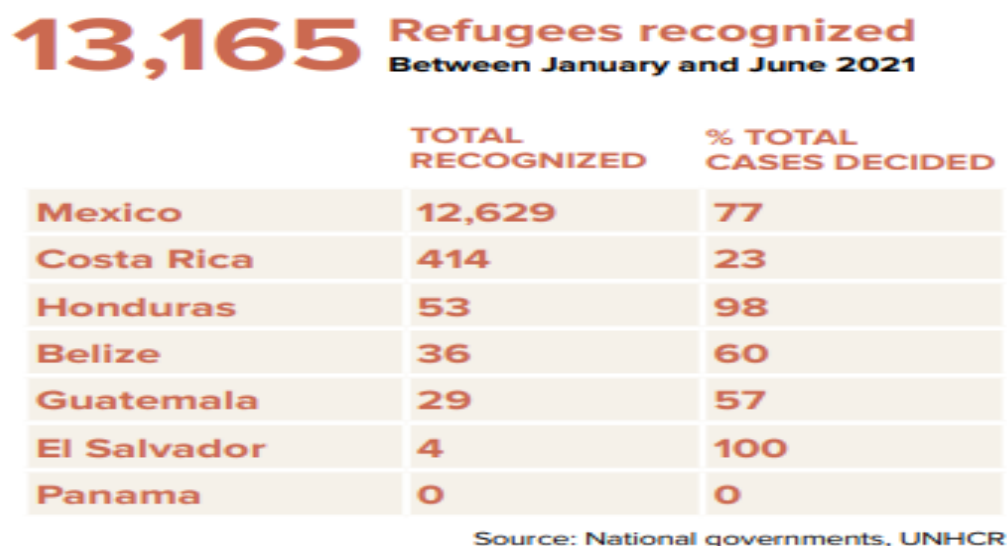 13,165 Refugees recognized
Between January and June 2021
TOTAL RECOGNIZED % TOTAL CASES DECIDED
Mexico 12,629 77
Costa Rica 414 23
Honduras 53 98
Belize 36 60
Guatemala 29 57
El Salvador 4 100
Panama 0 0
Source: National governments, UNHCR